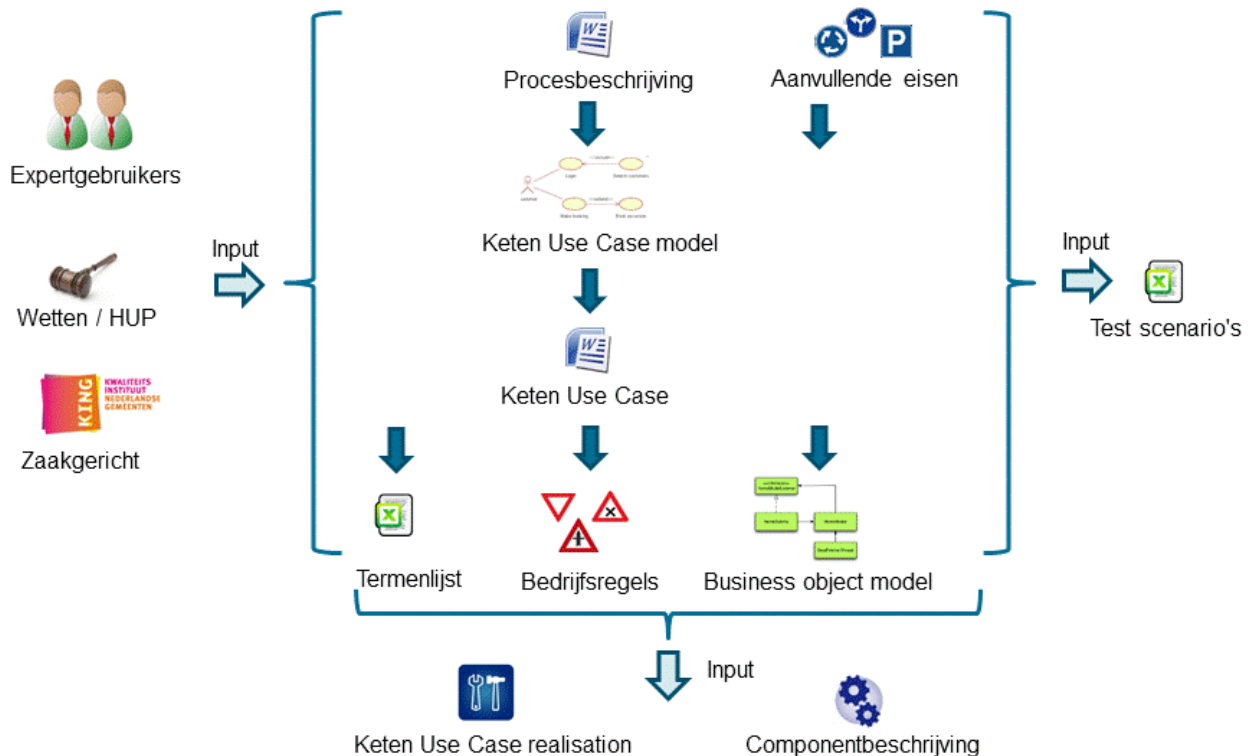 Procesbeschrijving
Aanvullende eisen
P
Expertgebruikers
Keten Use Case model
Input
Input
Wetten / HUP
Test scenario's
KING
KWALITEITS
INSTITUUT
NEDERLANDSE
GEMEENTEN
Keten Use Case
Zaakgericht
Termenlijst
Bedrijfsregels
Business object model
Input
Keten Use Case realisation
Componentbeschrijving